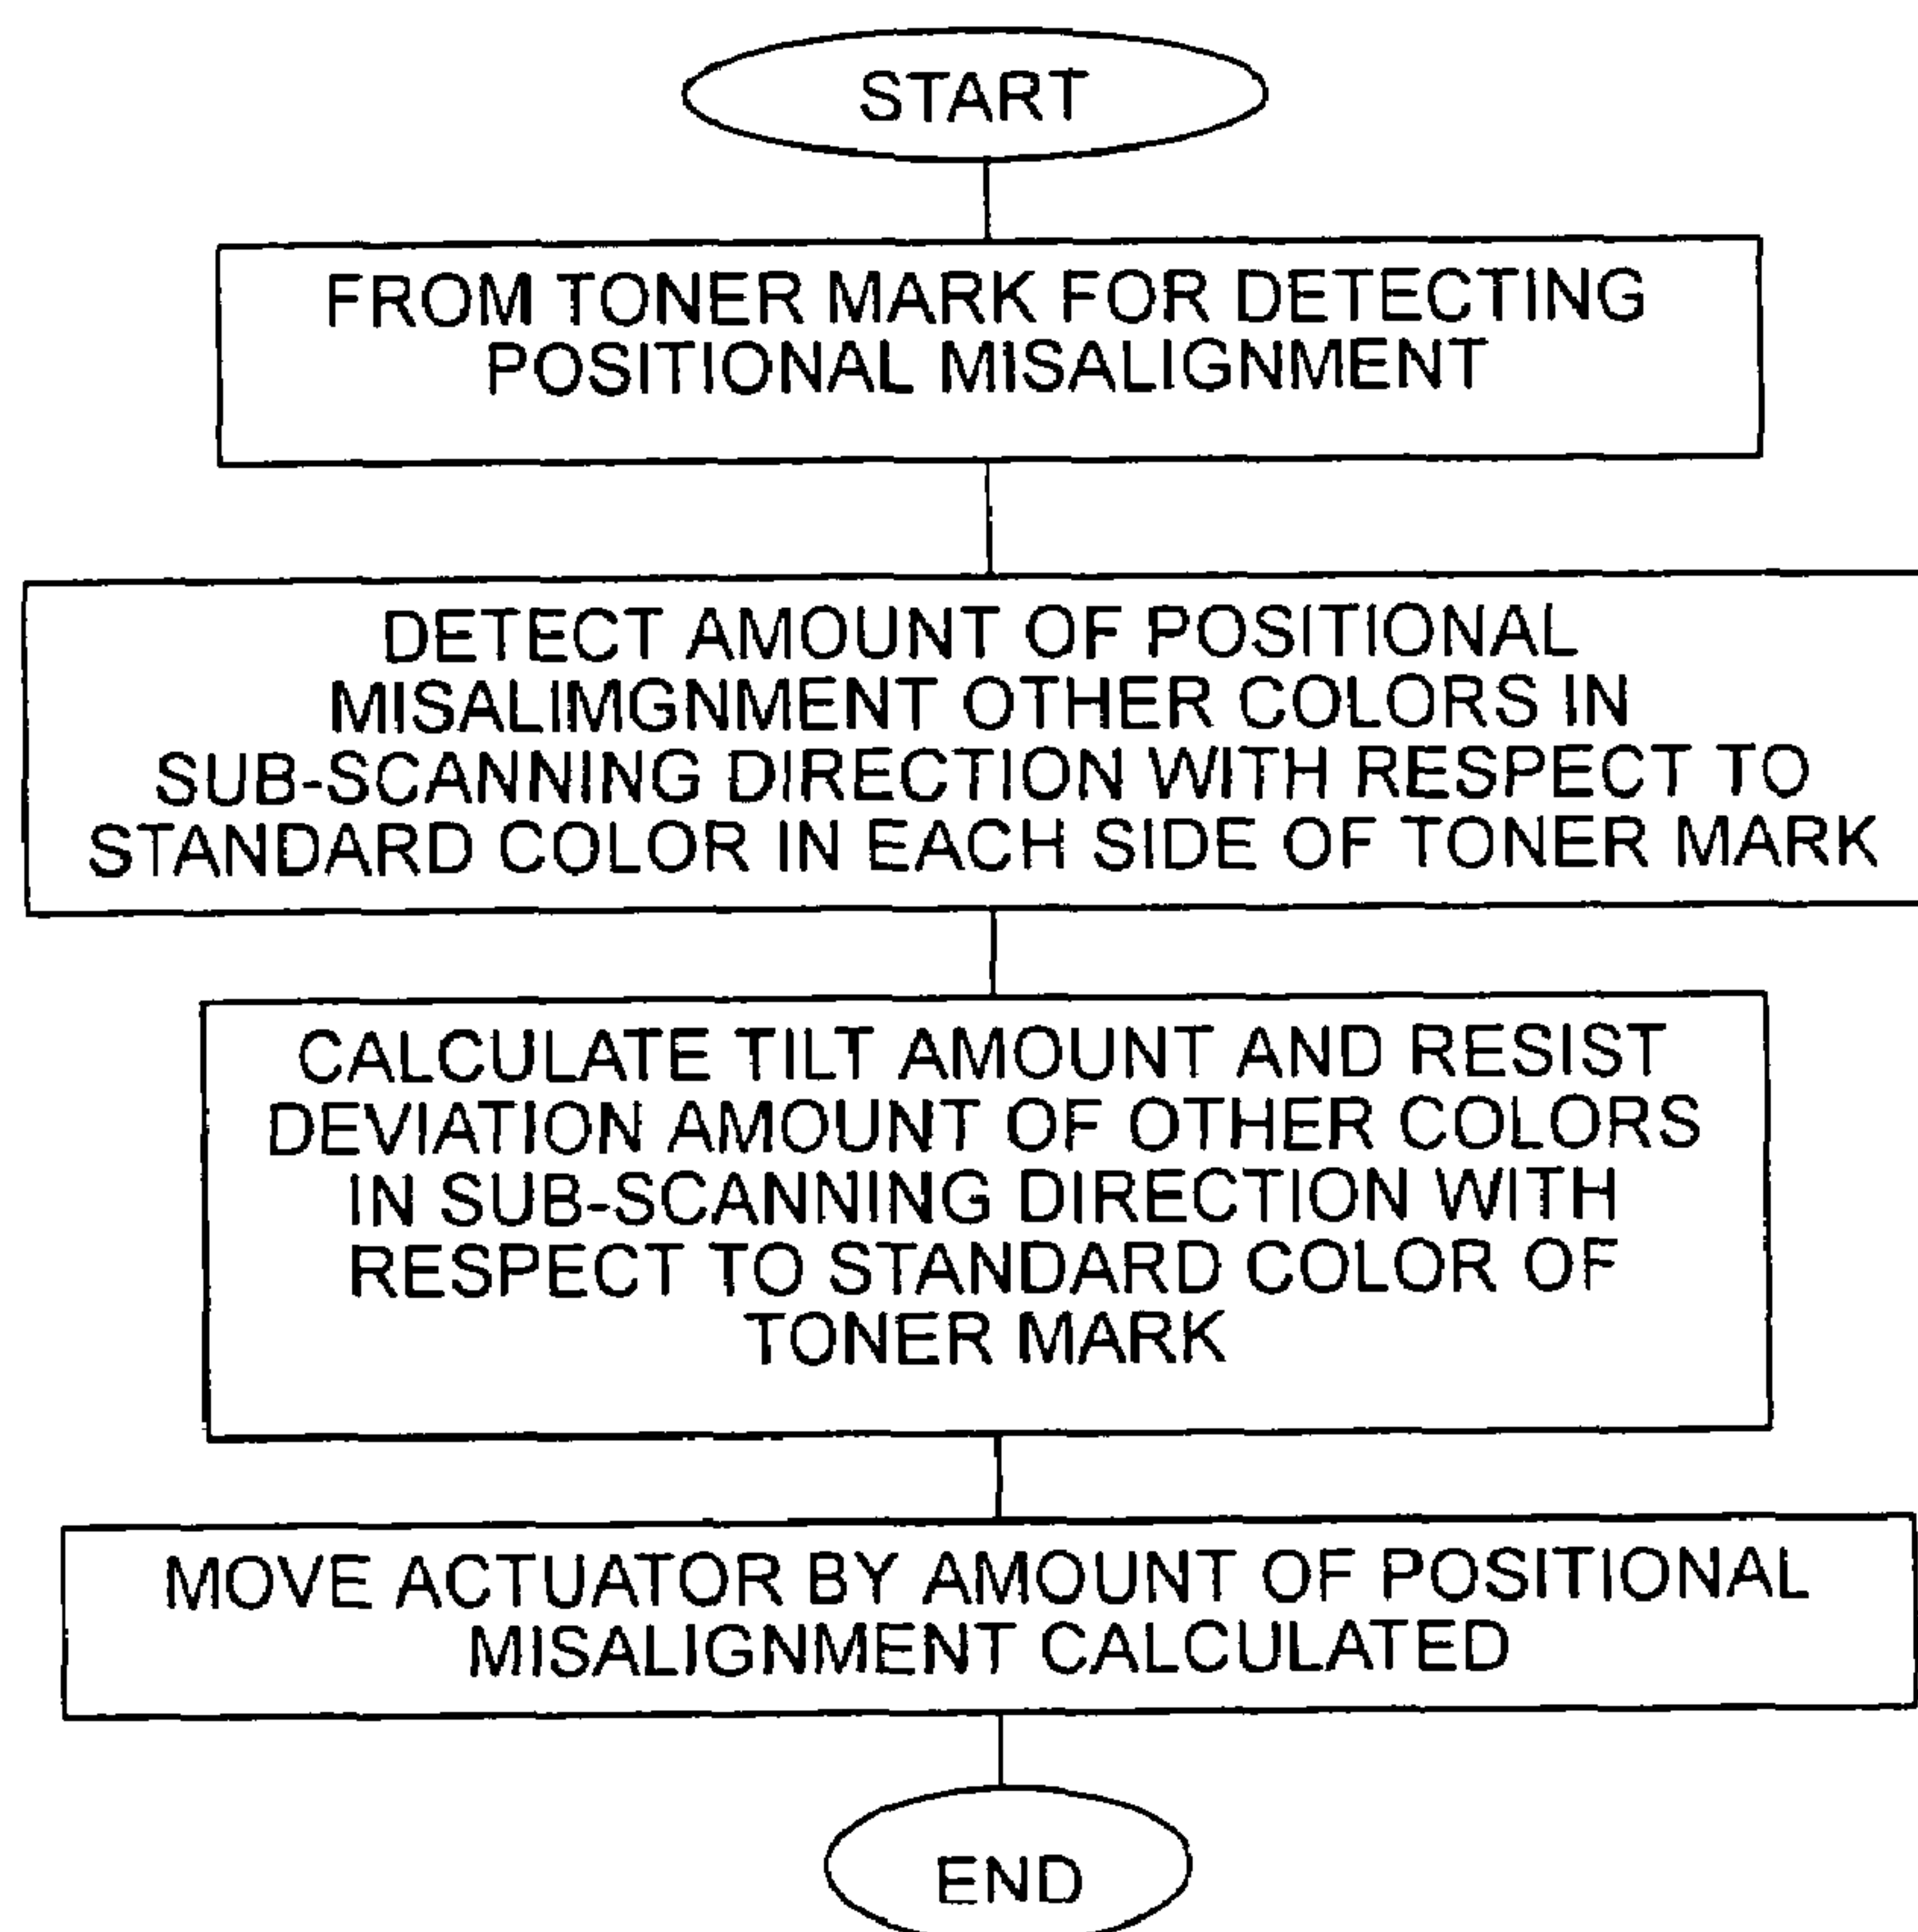 START
FROM TONER MARK FOR DETECTING
POSITIONAL MISALIGNMENT
DETECT AMOUNT OF POSITIONAL
MISALIMGNMENT OTHER COLORS IN
SUB-SCANNING DIRECTION WITH RESPECT TO
STANDARD COLOR IN EACH SIDE OF TONER MARK
CALCULATE TILT AMOUNT AND RESIST
DEVIATION AMOUNT OF OTHER COLORS
IN SUB-SCANNING DIRECTION WITH
RESPECT TO STANDARD COLOR OF
TONER MARK
MOVE ACTUATOR BY AMOUNT OF POSITIONAL
MISALIGNMENT CALCULATED
END